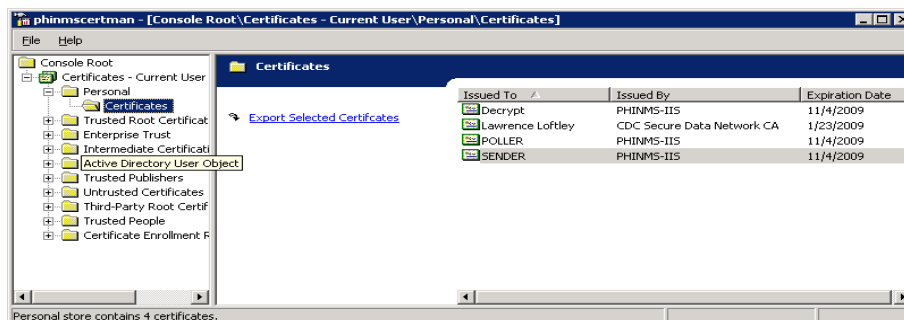 phinmscertman - [Console Root\Certificates - Current User\Personal\Certificates]
File Help
Console Root
Certificates - Current User
Personal
Certificates
Trusted Root Certificat
Enterprise Trust
Intermediate Certificati
Active Directory User Object
Trusted Publishers
Untrusted Certificates
Third-Party Root Certif
Trusted People
Certificate Enrollment R
Certificates
Export Selected Certifcates
Issued To Issued By Expiration Date
Decrypt PHINMS-IIS 11/4/2009
Lawrence Loftley CDC Secure Data Network CA 1/23/2009
POLLER PHINMS-IIS 11/4/2009
SENDER PHINMS-IIS 11/4/2009
Personal store contains 4 certificates.